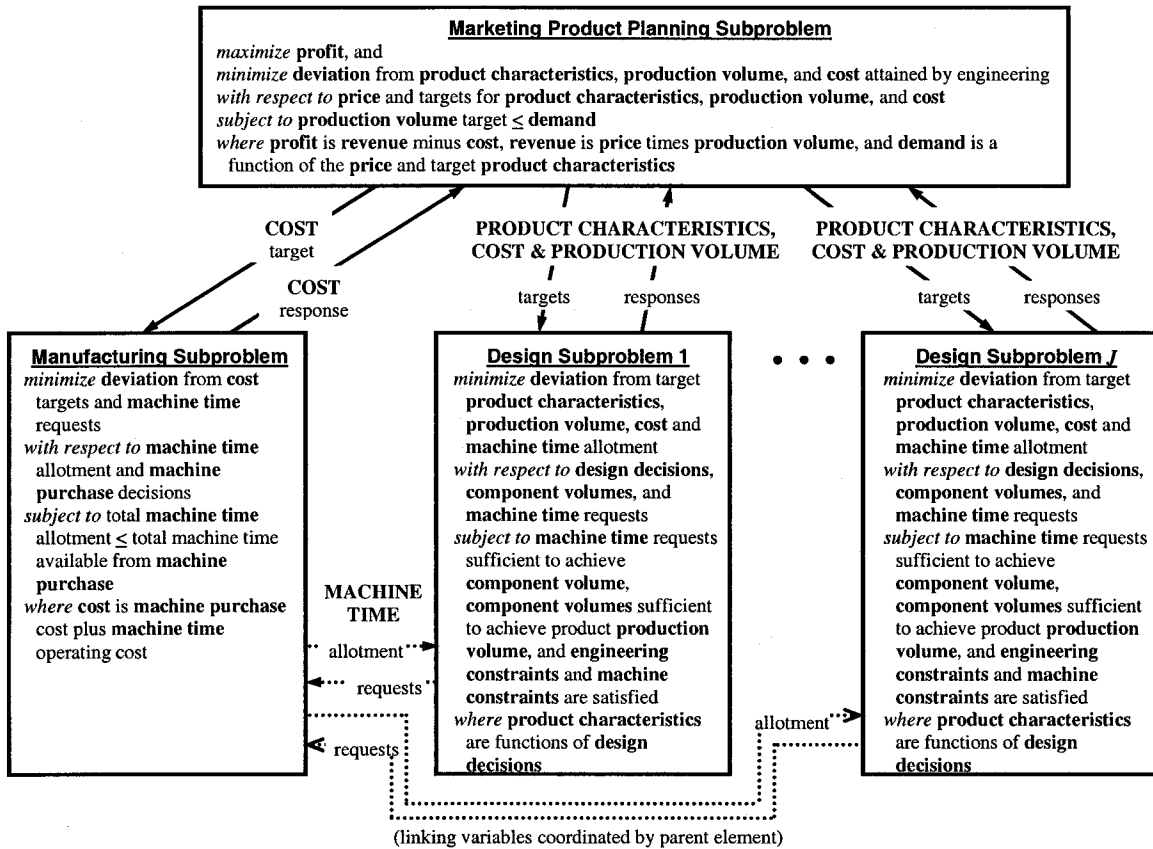 Marketing Product Planning Subproblem
maximize profit, and
minimize deviation from product characteristics, production volume, and cost attained by engineering
with respect to price and targets for product characteristics, production volume, and cost
subject to production volume target ≤ demand
where profit is revenue minus cost, revenue is price times production volume, and demand is a
function of the price and target product characteristics
COST
target
COST
response
PRODUCT CHARACTERISTICS,
COST & PRODUCTION VOLUME
targets
responses
PRODUCT CHARACTERISTICS,
COST & PRODUCTION VOLUME
targets
responses
Manufacturing Subproblem
minimize deviation from cost
targets and machine time
requests
with respect to machine time
allotment and machine
purchase decisions
subject to total machine time
allotment ≤ total machine time
available from machine
purchase
where cost is machine purchase
cost plus machine time
operating cost
MACHINE
TIME
allotment
requests
requests
Design Subproblem 1
minimize deviation from target
product characteristics,
production volume, cost and
machine time allotment
with respect to design decisions,
component volumes, and
machine time requests
subject to machine time requests
sufficient to achieve
component volume,
component volumes sufficient
to achieve product production
volume, and engineering
constraints and machine
constraints are satisfied
where product characteristics
are functions of design
decisions
• • •
allotment
Design Subproblem J
minimize deviation from target
product characteristics,
production volume, cost and
machine time allotment
with respect to design decisions,
component volumes, and
machine time requests
subject to machine time requests
sufficient to achieve
component volume,
component volumes sufficient
to achieve product production
volume, and engineering
constraints and machine
constraints are satisfied
where product characteristics
are functions of design
decisions
(linking variables coordinated by parent element)